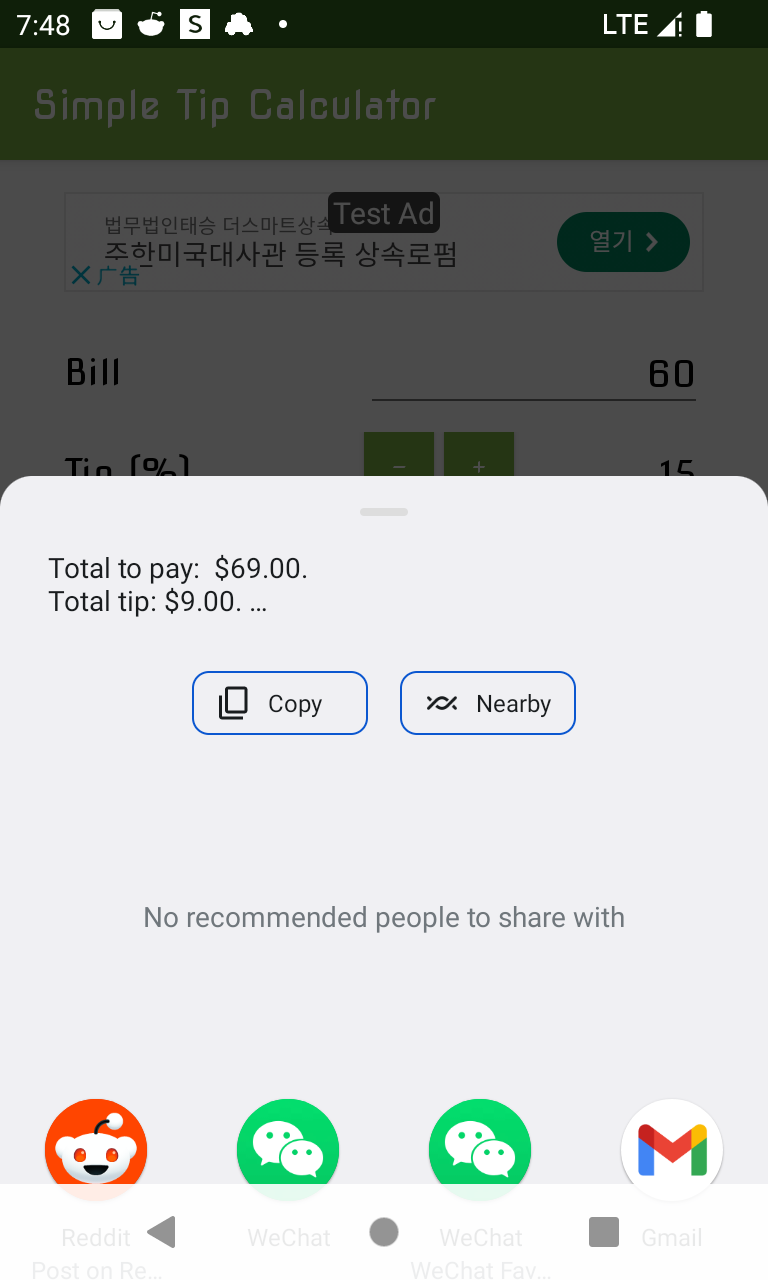 7:48
LTE
Simple Tip Calculator
법무법인태승 더스마트상속
Test Ad
주한미국대사관 등록 상속로펌
열기
广告
Bill
60
Tip (%)
−
+
15
Total to pay:  $69.00.
Total tip: $9.00. …
Copy
Nearby
No recommended people to share with
Reddit
WeChat
WeChat
Gmail
Post on Re…
WeChat Fav…